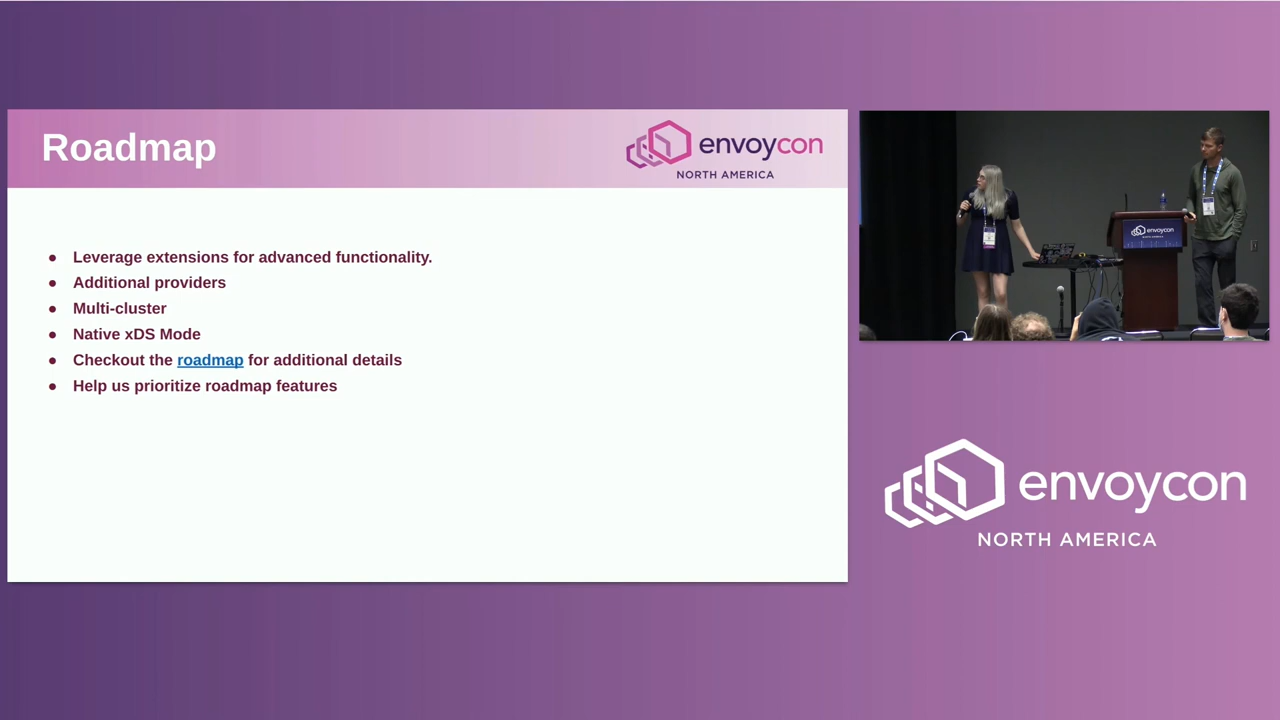 Roadmap
envoycon
NORTH AMERICA
● Leverage extensions for advanced functionality.
● Additional providers
● Multi-cluster
● Native xDS Mode
● Checkout the roadmap for additional details
● Help us prioritize roadmap features
envoycon
envoycon
NORTH AMERICA